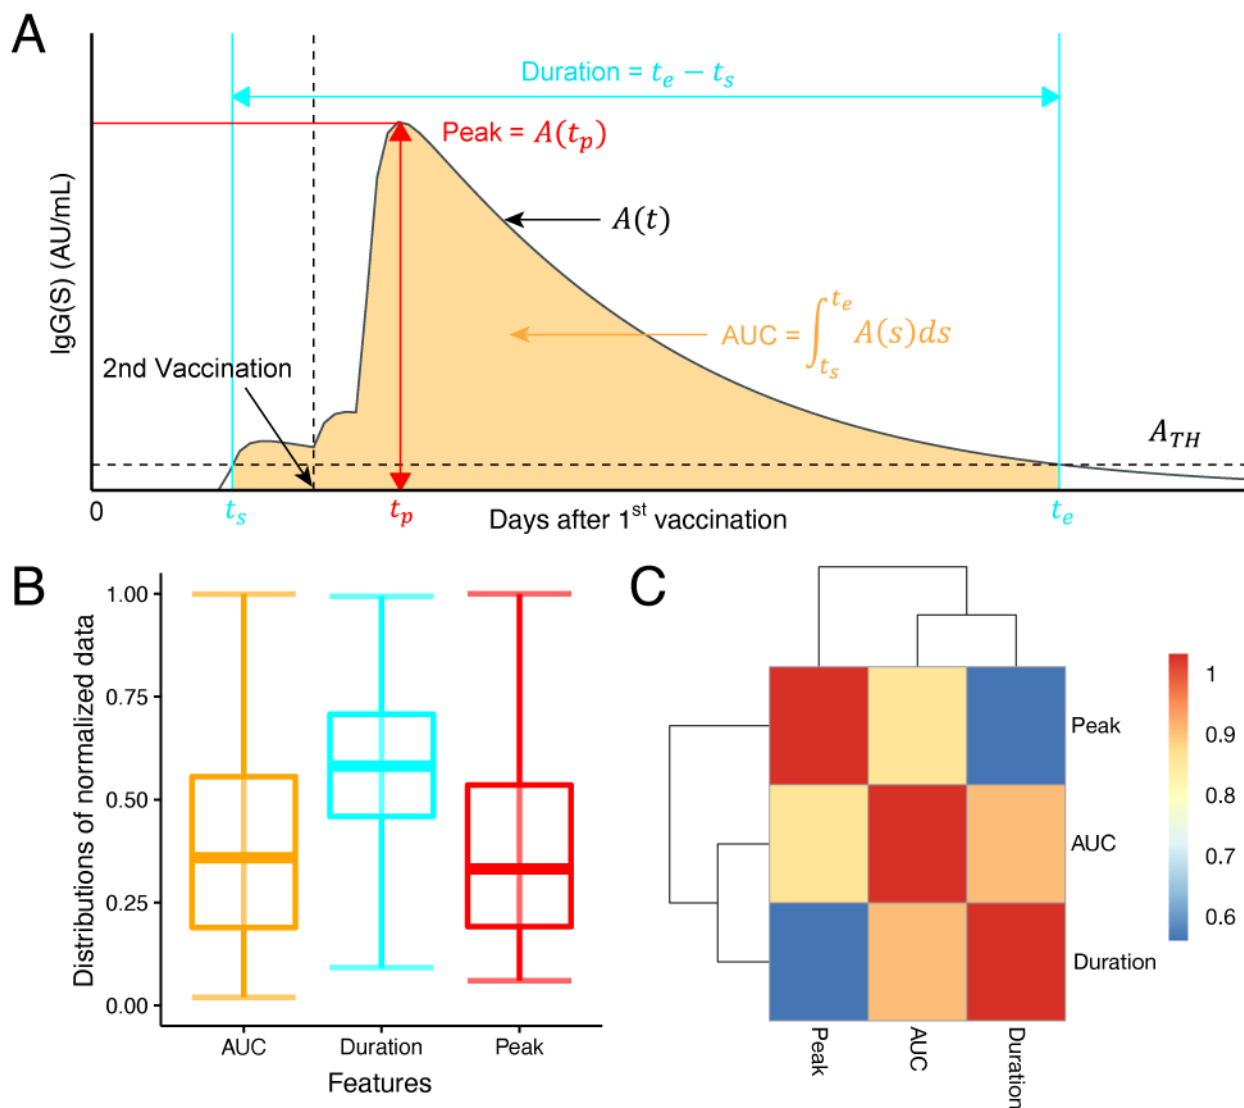 A
Duration = tₑ − tₛ
Peak = A(tₚ)
A(t)
AUC = ∫ₜₛᵗᵉ A(s)ds
IgG(S) (AU/mL)
2nd Vaccination
A_TH
0
tₛ
tₚ
Days after 1ˢᵗ vaccination
tₑ
B
Distributions of normalized data
1.00
0.75
0.50
0.25
0.00
AUC Duration Peak
Features
C
Peak
AUC
Duration
Peak AUC Duration
1
0.9
0.8
0.7
0.6